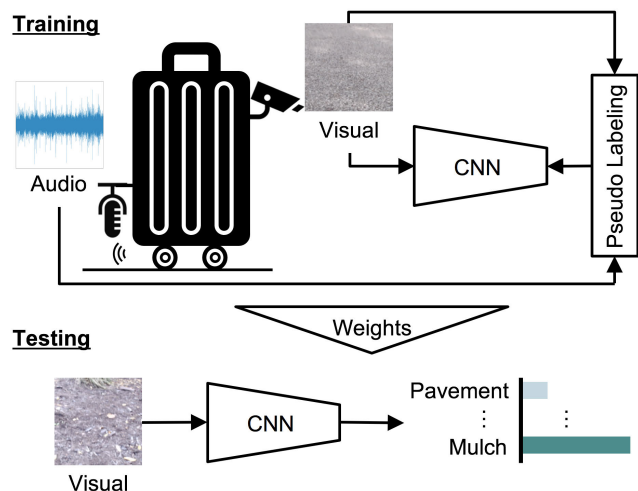 Training
Visual
Audio
CNN
Pseudo Labeling
Weights
Testing
Pavement
⋮ ⋮
CNN
Mulch
Visual